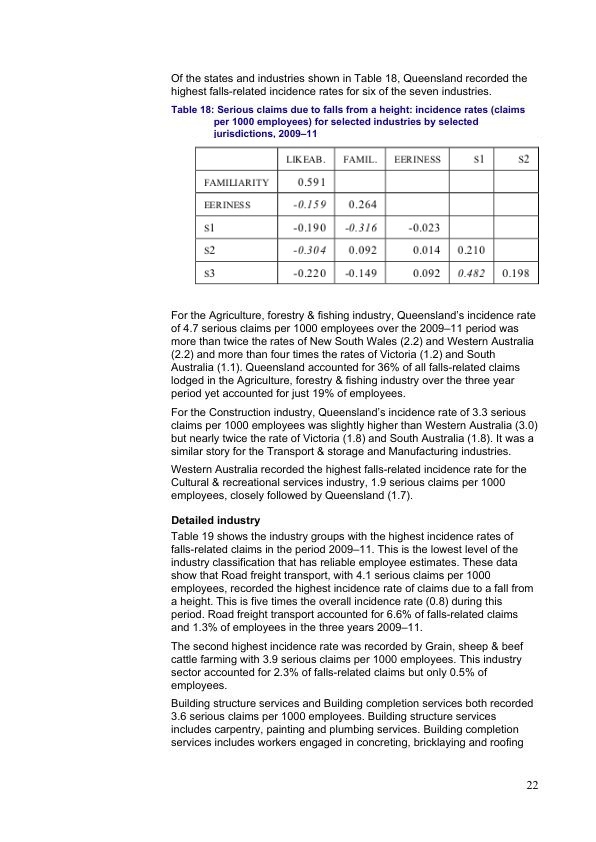 Of the states and industries shown in Table 18, Queensland recorded the
highest falls-related incidence rates for six of the seven industries.
Table 18: Serious claims due to falls from a height: incidence rates (claims
per 1000 employees) for selected industries by selected
jurisdictions, 2009–11
LIKEAB. FAMIL. EERINESS S1 S2
FAMILIARITY 0.591
EERINESS -0.159 0.264
S1 -0.190 -0.316 -0.023
S2 -0.304 0.092 0.014 0.210
S3 -0.220 -0.149 0.092 0.482 0.198
For the Agriculture, forestry & fishing industry, Queensland's incidence rate
of 4.7 serious claims per 1000 employees over the 2009–11 period was
more than twice the rates of New South Wales (2.2) and Western Australia
(2.2) and more than four times the rates of Victoria (1.2) and South
Australia (1.1). Queensland accounted for 36% of all falls-related claims
lodged in the Agriculture, forestry & fishing industry over the three year
period yet accounted for just 19% of employees.
For the Construction industry, Queensland's incidence rate of 3.3 serious
claims per 1000 employees was slightly higher than Western Australia (3.0)
but nearly twice the rate of Victoria (1.8) and South Australia (1.8). It was a
similar story for the Transport & storage and Manufacturing industries.
Western Australia recorded the highest falls-related incidence rate for the
Cultural & recreational services industry, 1.9 serious claims per 1000
employees, closely followed by Queensland (1.7).
Detailed industry
Table 19 shows the industry groups with the highest incidence rates of
falls-related claims in the period 2009–11. This is the lowest level of the
industry classification that has reliable employee estimates. These data
show that Road freight transport, with 4.1 serious claims per 1000
employees, recorded the highest incidence rate of claims due to a fall from
a height. This is five times the overall incidence rate (0.8) during this
period. Road freight transport accounted for 6.6% of falls-related claims
and 1.3% of employees in the three years 2009–11.
The second highest incidence rate was recorded by Grain, sheep & beef
cattle farming with 3.9 serious claims per 1000 employees. This industry
sector accounted for 2.3% of falls-related claims but only 0.5% of
employees.
Building structure services and Building completion services both recorded
3.6 serious claims per 1000 employees. Building structure services
includes carpentry, painting and plumbing services. Building completion
services includes workers engaged in concreting, bricklaying and roofing
22